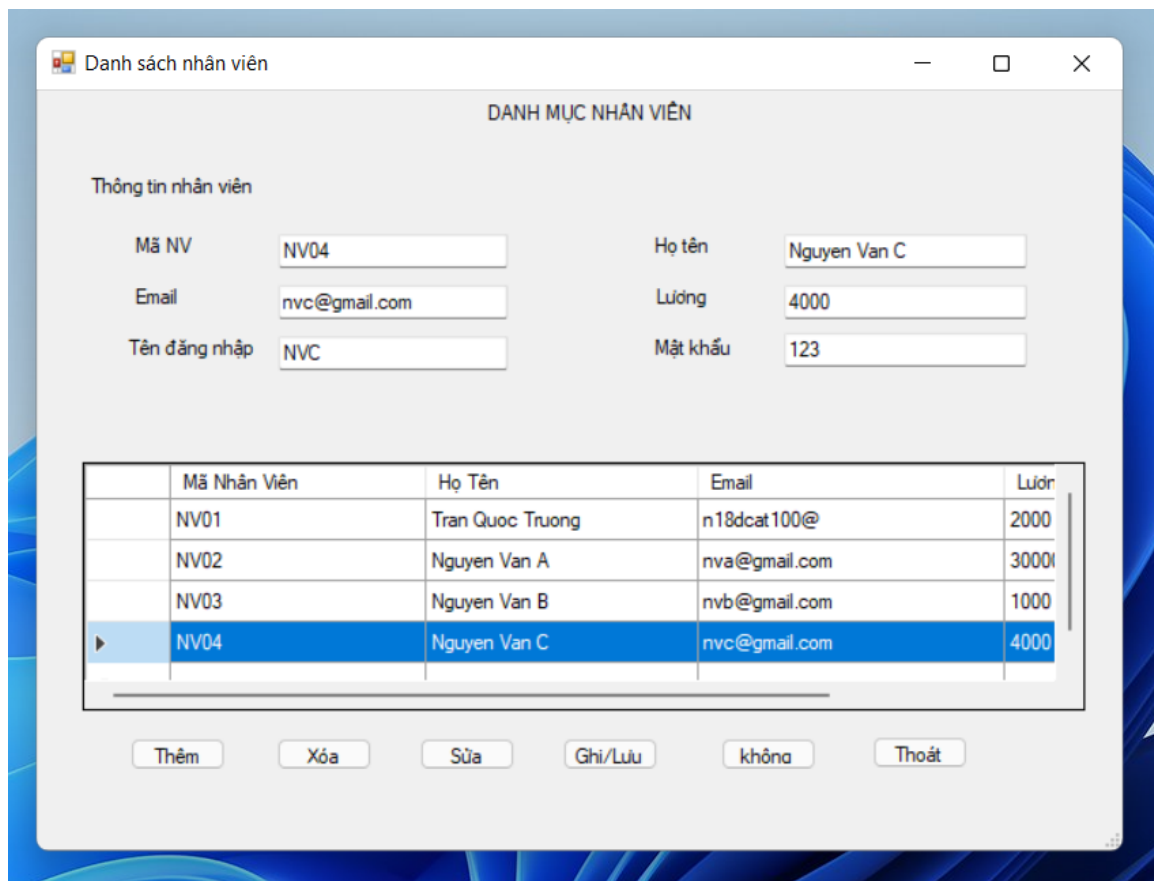 Danh sách nhân viên
DANH MỤC NHÂN VIÊN
Thông tin nhân viên
Mã NV NV04 Họ tên Nguyen Van C
Email nvc@gmail.com Lương 4000
Tên đăng nhập NVC Mật khẩu 123
Mã Nhân Viên Họ Tên Email Lươn
NV01 Tran Quoc Truong n18dcat100@ 2000
NV02 Nguyen Van A nva@gmail.com 30000
NV03 Nguyen Van B nvb@gmail.com 1000
NV04 Nguyen Van C nvc@gmail.com 4000
Thêm Xóa Sửa Ghi/Lưu không Thoát